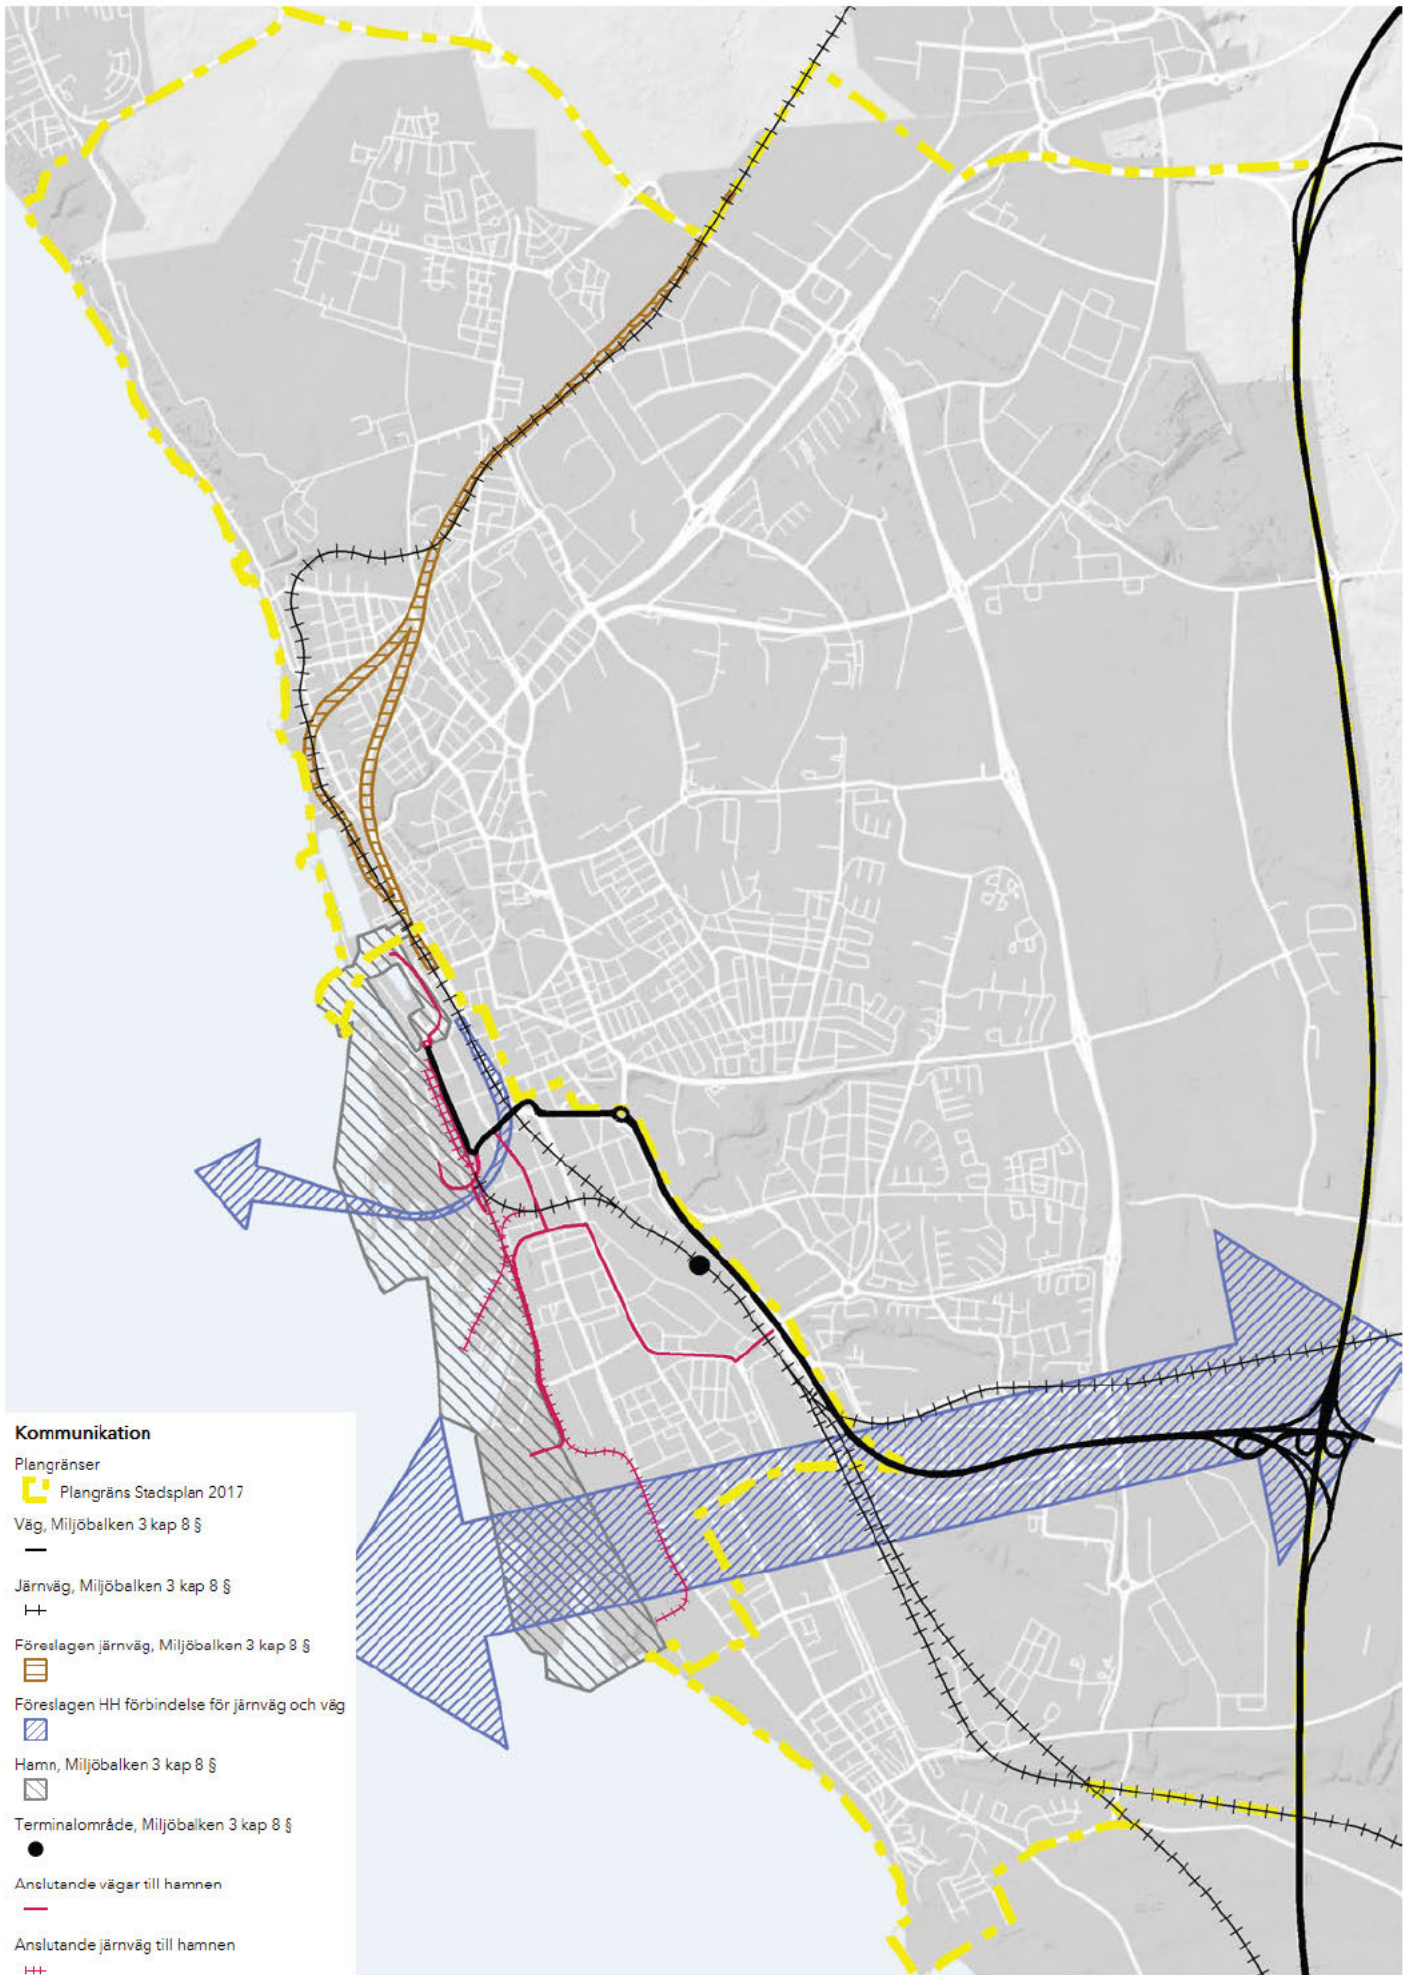 Kommunikation
Plangränser
Plangräns Stadsplan 2017
Väg, Miljöbalken 3 kap 8 §
Järnväg, Miljöbalken 3 kap 8 §
Föreslagen järnväg, Miljöbalken 3 kap 8 §
Föreslagen HH förbindelse för järnväg och väg
Hamn, Miljöbalken 3 kap 8 §
Terminalområde, Miljöbalken 3 kap 8 §
Anslutande vägar till hamnen
Anslutande järnväg till hamnen